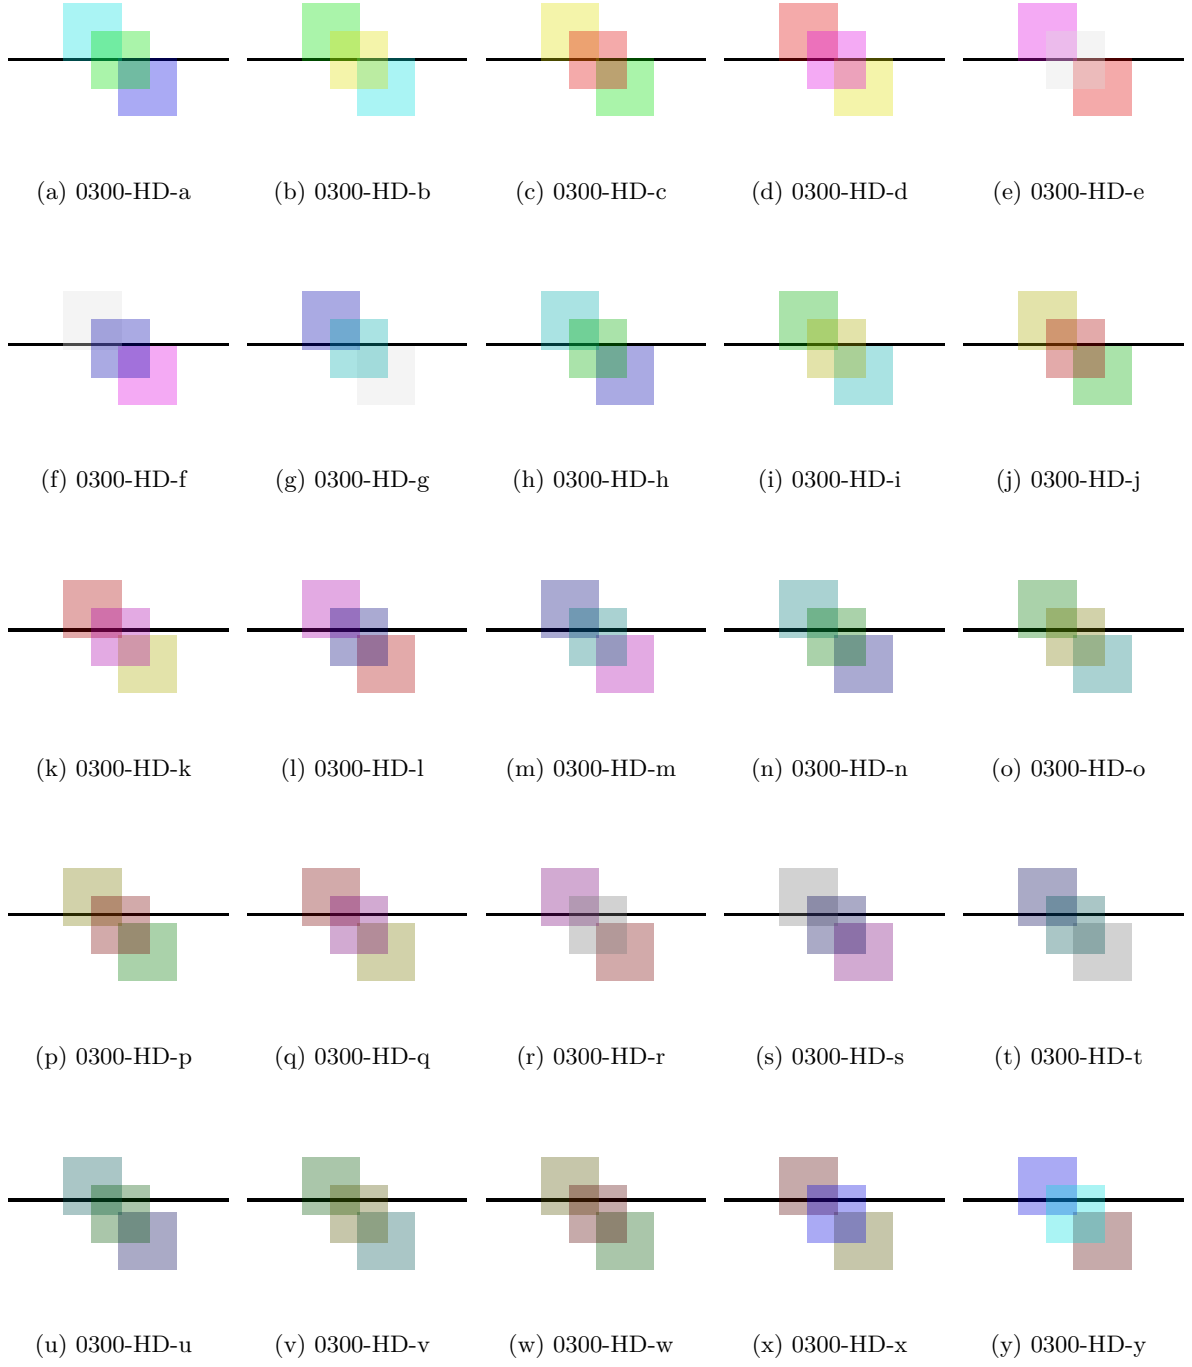 (a) 0300-HD-a (b) 0300-HD-b (c) 0300-HD-c (d) 0300-HD-d (e) 0300-HD-e
(f) 0300-HD-f (g) 0300-HD-g (h) 0300-HD-h (i) 0300-HD-i (j) 0300-HD-j
(k) 0300-HD-k (l) 0300-HD-l (m) 0300-HD-m (n) 0300-HD-n (o) 0300-HD-o
(p) 0300-HD-p (q) 0300-HD-q (r) 0300-HD-r (s) 0300-HD-s (t) 0300-HD-t
(u) 0300-HD-u (v) 0300-HD-v (w) 0300-HD-w (x) 0300-HD-x (y) 0300-HD-y